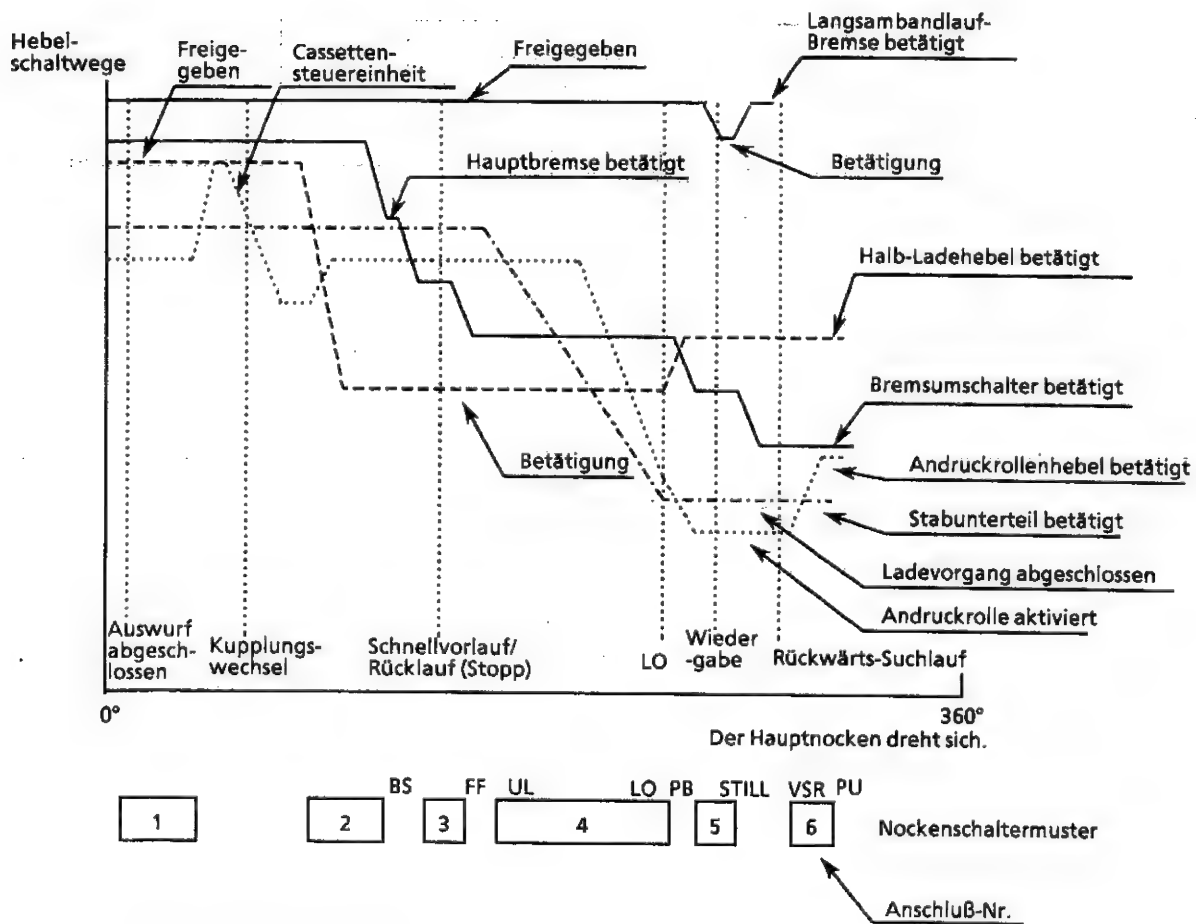 Hebel-
schaltwege
Freige-
geben
Cassetten-
steuereinheit
Freigegeben
Langsambandlauf-
Bremse betätigt
Hauptbremse betätigt
Betätigung
Halb-Ladehebel betätigt
Bremsumschalter betätigt
Betätigung
Andruckrollenhebel betätigt
Stabunterteil betätigt
Ladevorgang abgeschlossen
Andruckrolle aktiviert
Auswurf
abgesch-
lossen
Kupplungs-
wechsel
Schnellvorlauf/
Rücklauf (Stopp)
LO
Wieder
-gabe
Rückwärts-Suchlauf
0°
360°
Der Hauptnocken dreht sich.
BS FF UL LO PB STILL VSR PU
1 2 3 4 5 6 Nockenschaltermuster
Anschluß-Nr.